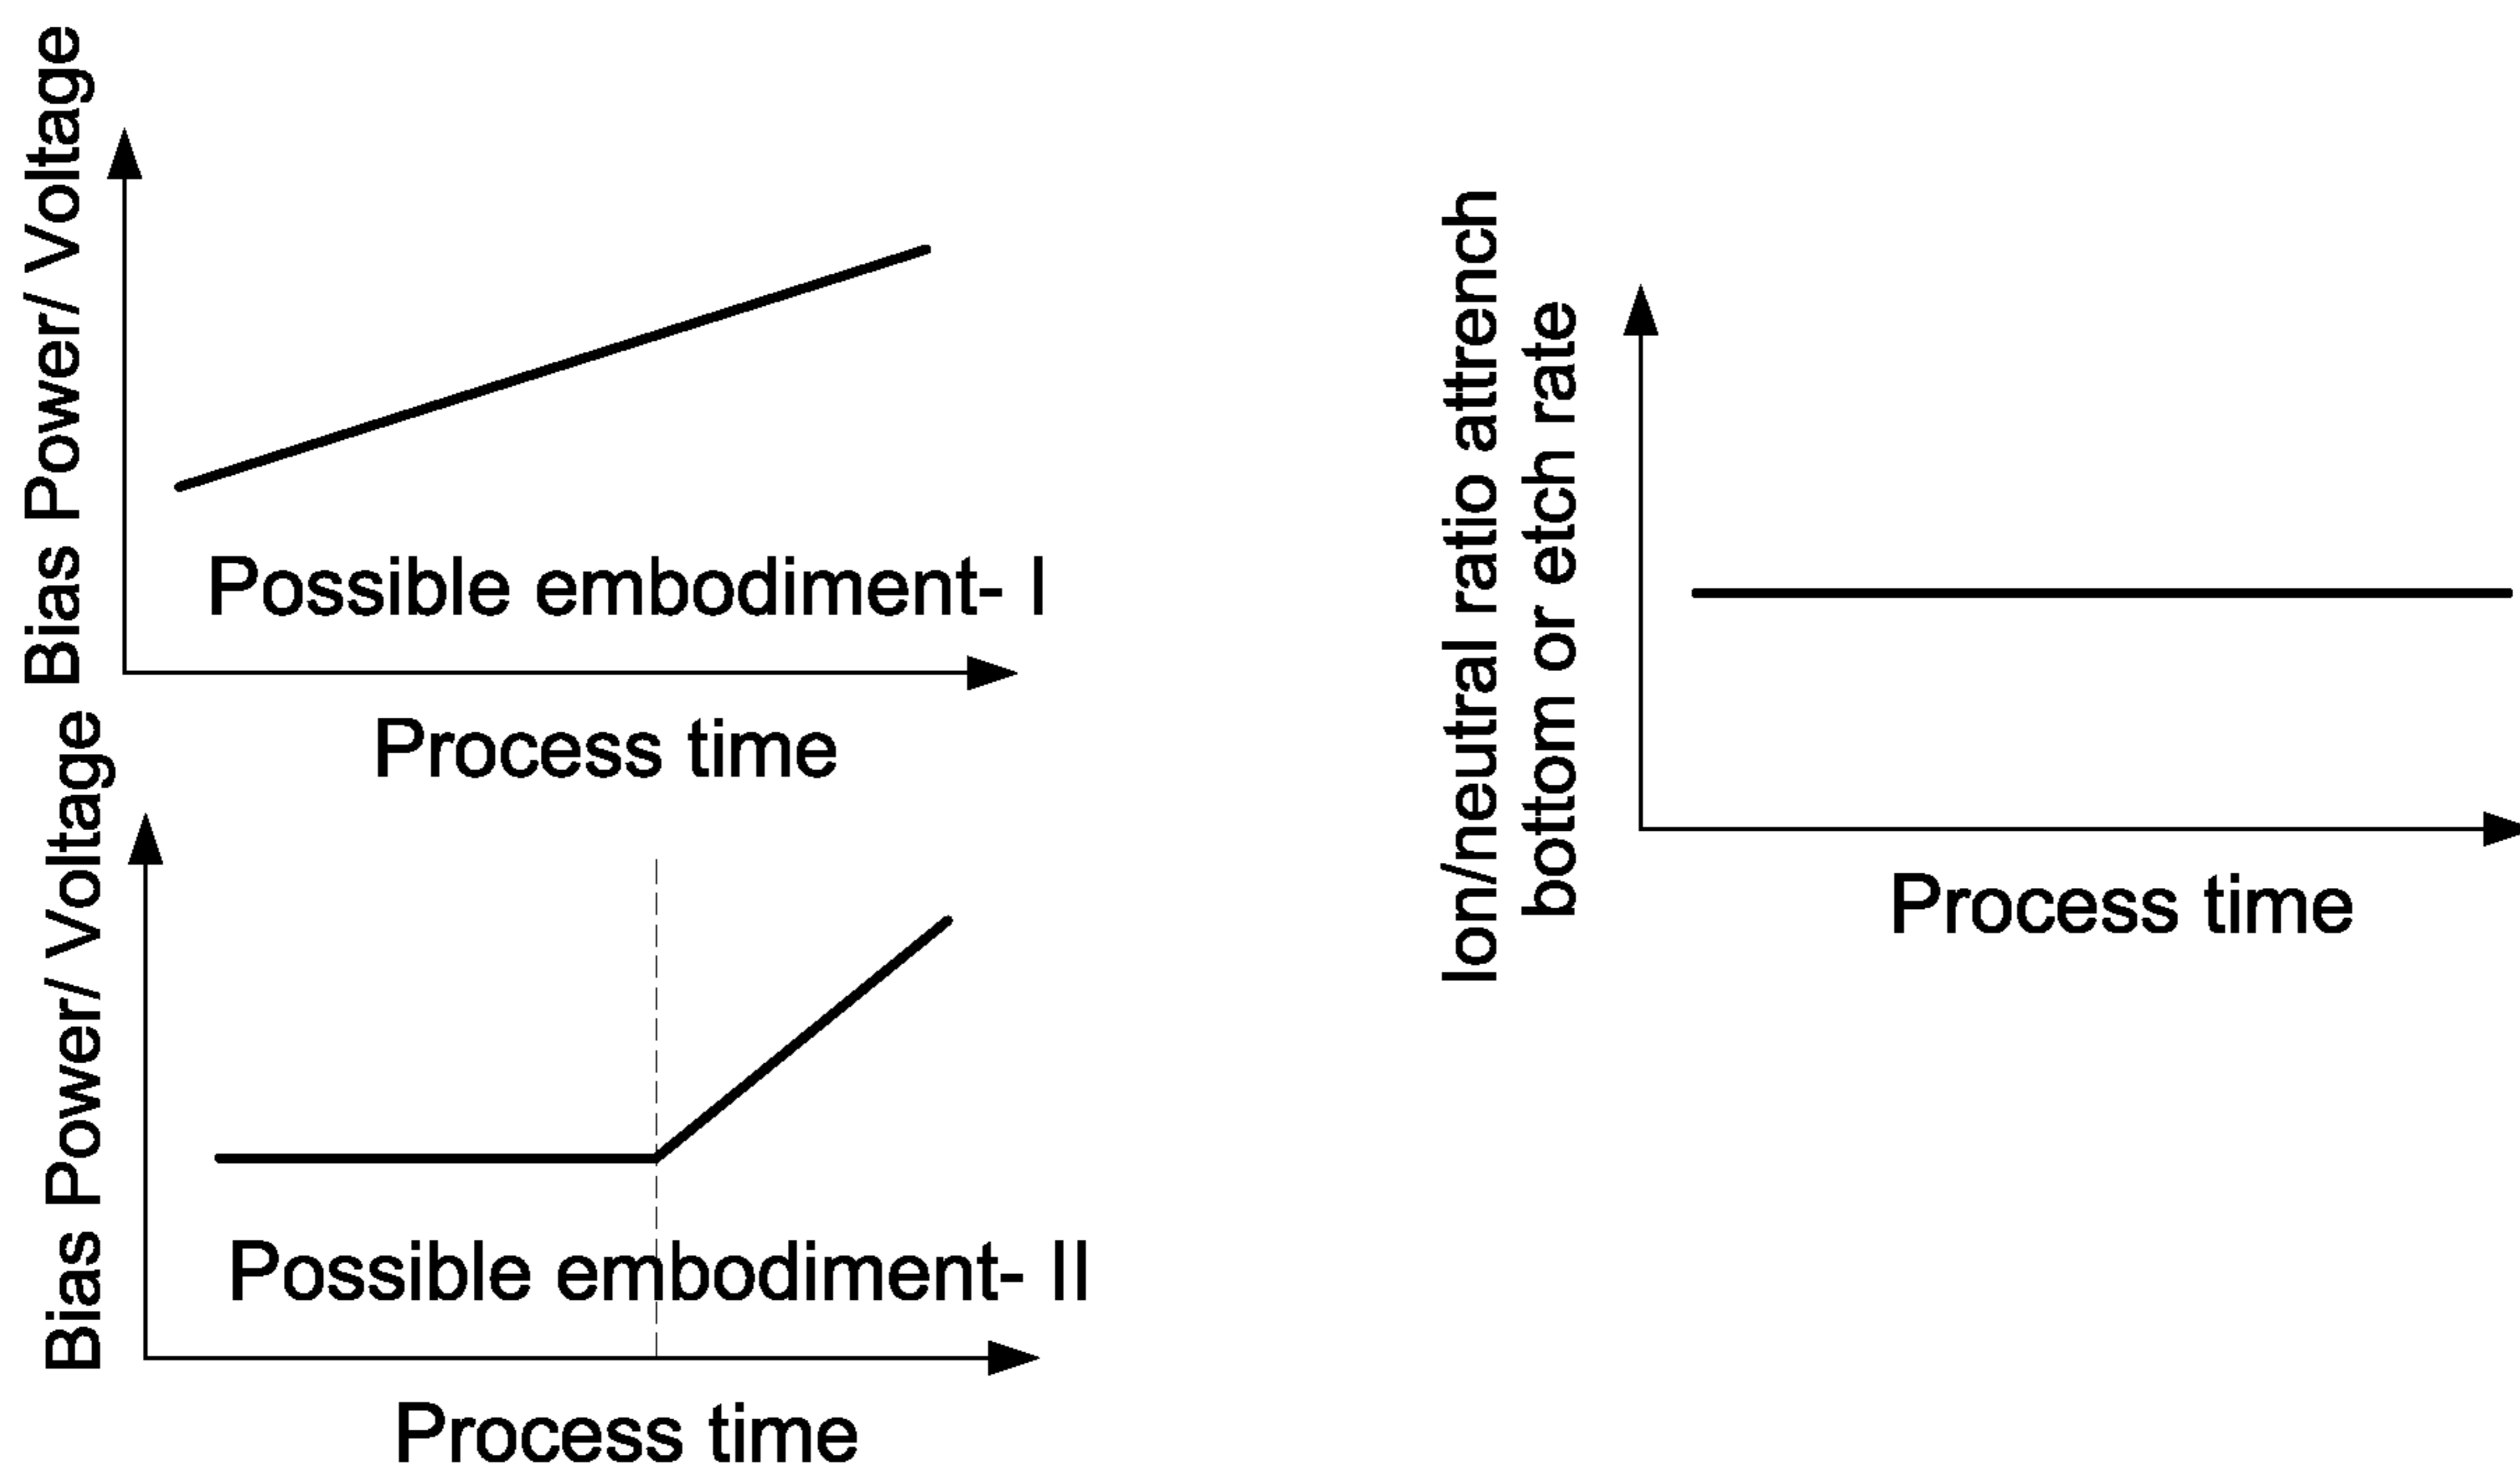 Bias Power/ Voltage
Possible embodiment- I
Process time
Bias Power/ Voltage
Possible embodiment- II
Process time
Ion/neutral ratio attrench
bottom or etch rate
Process time